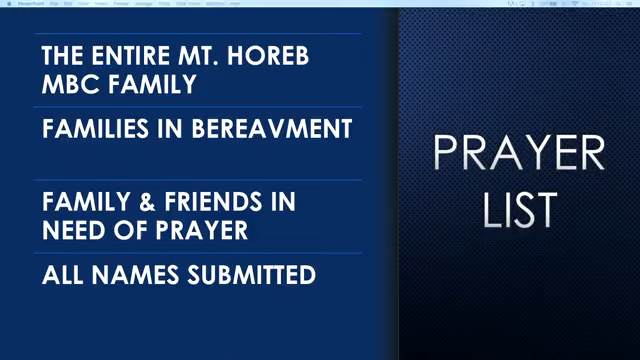 THE ENTIRE MT. HOREB
MBC FAMILY
FAMILIES IN BEREAVMENT
FAMILY & FRIENDS IN
NEED OF PRAYER
ALL NAMES SUBMITTED
PRAYER
LIST